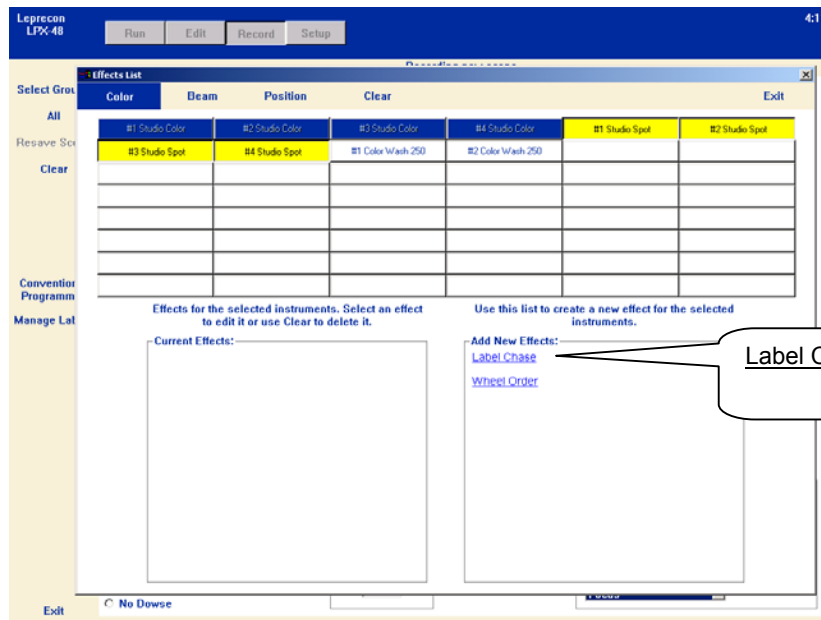 Leprecon
LPX-48
Run Edit Record Setup
4:1
Effects List
Color Beam Position Clear Exit
Select Grou
All
Resave Sce
Clear
Convention
Programm
Manage Lab
Exit
#1 Studio Color #2 Studio Color #3 Studio Color #4 Studio Color #1 Studio Spot #2 Studio Spot
#3 Studio Spot #4 Studio Spot #1 Color Wash 250 #2 Color Wash 250
Effects for the selected instruments. Select an effect
to edit it or use Clear to delete it.
Use this list to create a new effect for the selected
instruments.
Current Effects:
Add New Effects:
Label Chase
Wheel Order
Label C
No Dowse